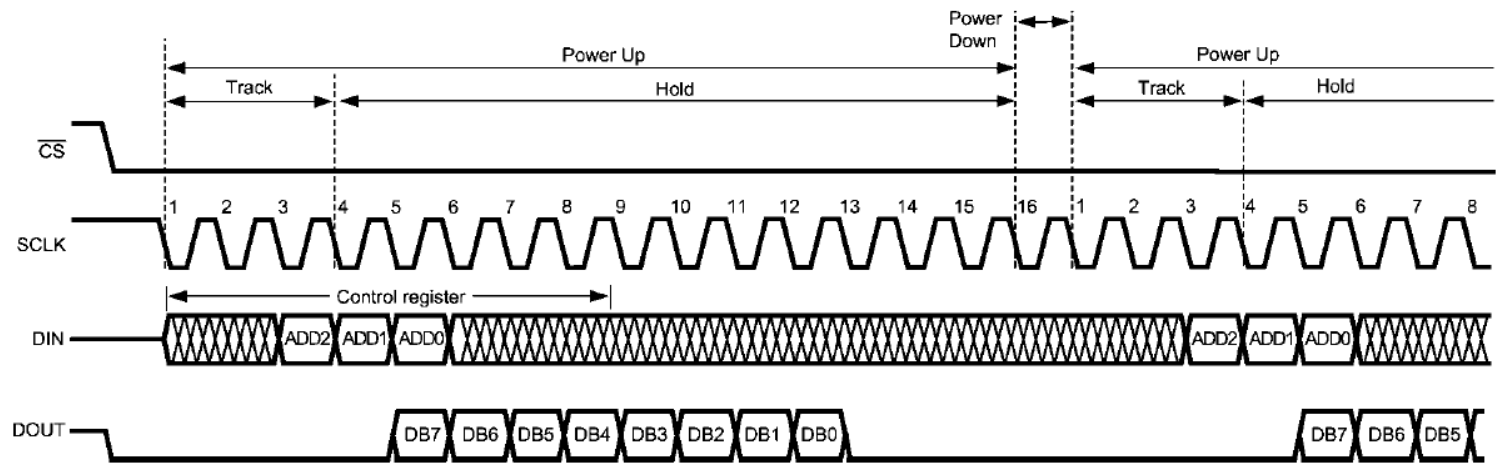 Power
Down
Power Up Power Up
Track Hold Track Hold
CS
1 2 3 4 5 6 7 8 9 10 11 12 13 14 15 16 1 2 3 4 5 6 7 8
SCLK
Control register
DIN ADD2 ADD1 ADD0 ADD2 ADD1 ADD0
DOUT DB7 DB6 DB5 DB4 DB3 DB2 DB1 DB0 DB7 DB6 DB5